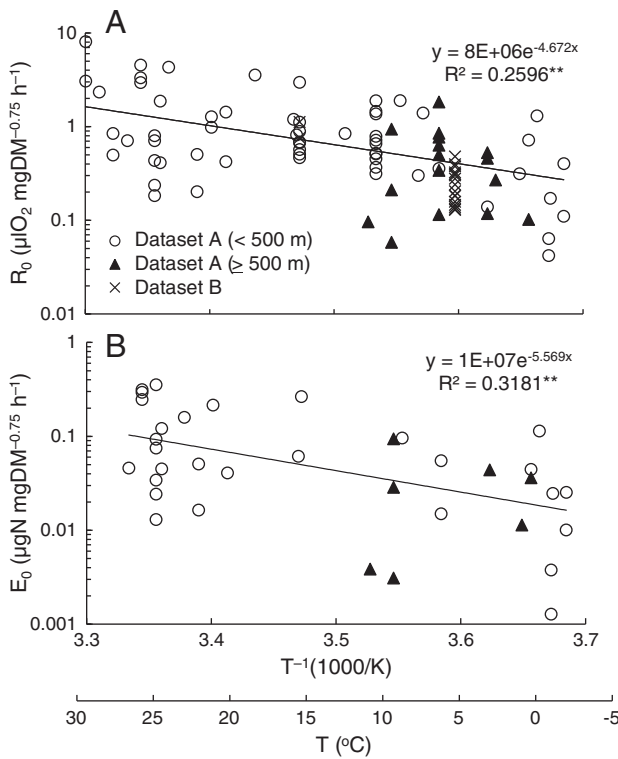 A
y = 8E+06e^-4.672x
R² = 0.2596**
10
1
0.1
0.01
R₀ (µlO₂ mgDM⁻⁰·⁷⁵ h⁻¹)
Dataset A (< 500 m)
Dataset A (≥ 500 m)
Dataset B
B
y = 1E+07e^-5.569x
R² = 0.3181**
1
0.1
0.01
0.001
E₀ (µgN mgDM⁻⁰·⁷⁵ h⁻¹)
3.3 3.4 3.5 3.6 3.7
T⁻¹(1000/K)
30 25 20 15 10 5 0 -5
T (°C)